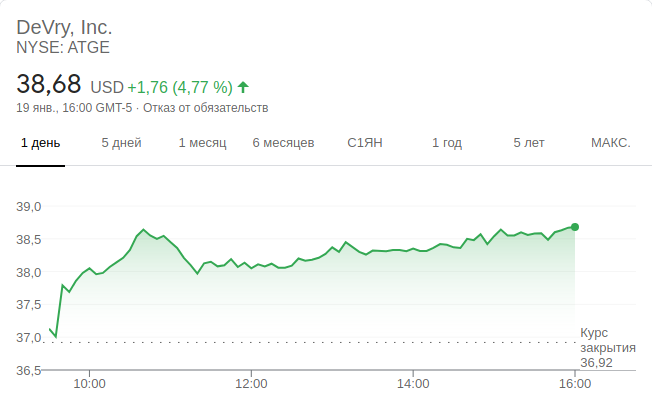 DeVry, Inc.
NYSE: ATGE
38,68 USD +1,76 (4,77 %)
19 янв., 16:00 GMT-5 · Отказ от обязательств
1 день 5 дней 1 месяц 6 месяцев С1ЯН 1 год 5 лет МАКС.
39,0
38,5
38,0
37,5
37,0
36,5
Курс
закрытия
36,92
10:00 12:00 14:00 16:00